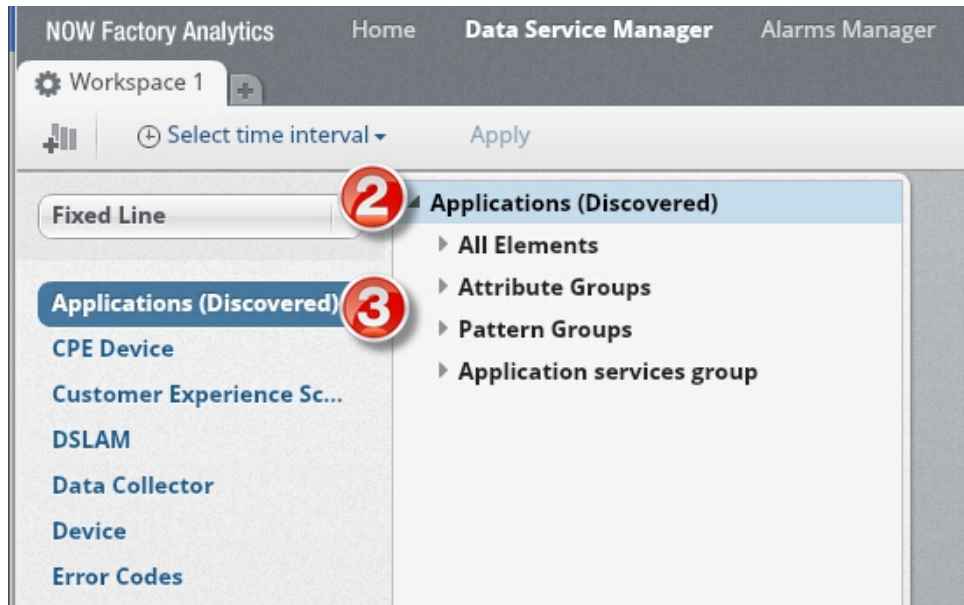 NOW Factory Analytics Home Data Service Manager Alarms Manager
Workspace 1
Select time interval Apply
Fixed Line
2
Applications (Discovered)
3
CPE Device
Customer Experience Sc...
DSLAM
Data Collector
Device
Error Codes
Applications (Discovered)
All Elements
Attribute Groups
Pattern Groups
Application services group